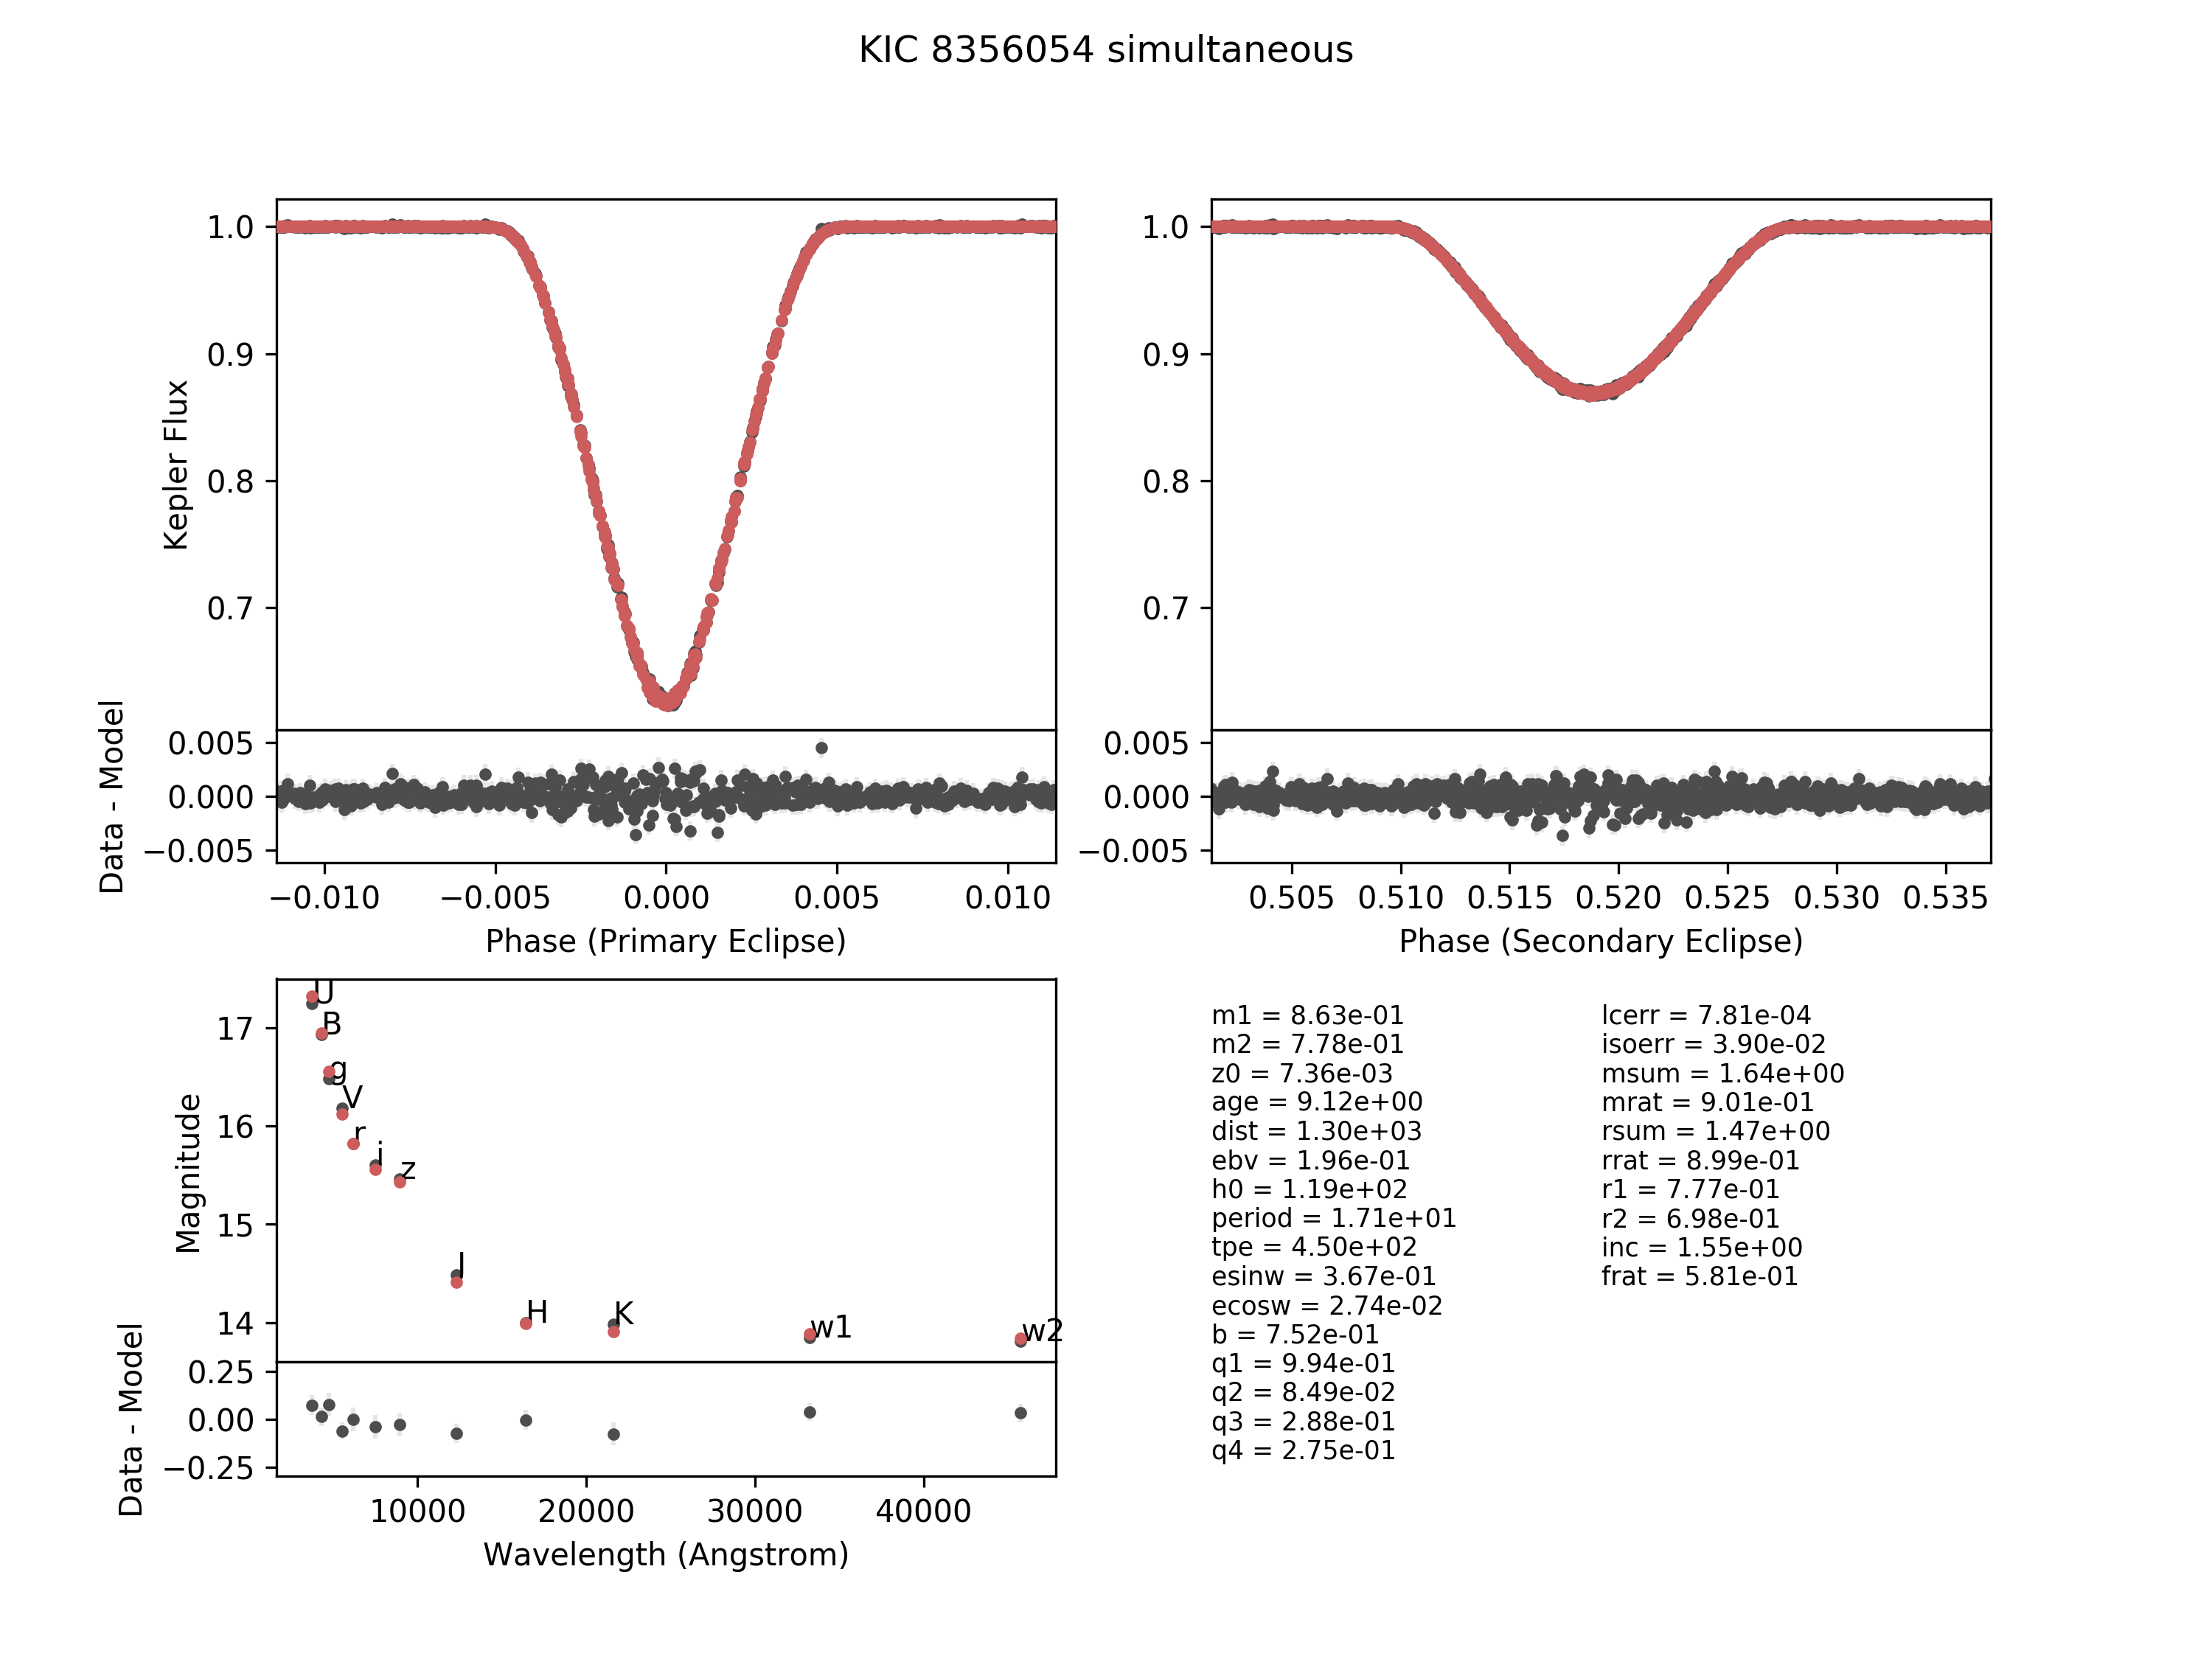 KIC 8356054 simultaneous
1.0
0.9
0.8
0.7
Kepler Flux
0.005
0.000
−0.005
Data - Model
−0.010
−0.005
0.000
0.005
0.010
Phase (Primary Eclipse)
1.0
0.9
0.8
0.7
0.005
0.000
−0.005
0.505
0.510
0.515
0.520
0.525
0.530
0.535
Phase (Secondary Eclipse)
17
16
15
14
Magnitude
U
B
g
V
r
i
z
J
H
K
w1
w2
0.25
0.00
−0.25
Data - Model
10000
20000
30000
40000
Wavelength (Angstrom)
m1 = 8.63e-01
m2 = 7.78e-01
z0 = 7.36e-03
age = 9.12e+00
dist = 1.30e+03
ebv = 1.96e-01
h0 = 1.19e+02
period = 1.71e+01
tpe = 4.50e+02
esinw = 3.67e-01
ecosw = 2.74e-02
b = 7.52e-01
q1 = 9.94e-01
q2 = 8.49e-02
q3 = 2.88e-01
q4 = 2.75e-01
lcerr = 7.81e-04
isoerr = 3.90e-02
msum = 1.64e+00
mrat = 9.01e-01
rsum = 1.47e+00
rrat = 8.99e-01
r1 = 7.77e-01
r2 = 6.98e-01
inc = 1.55e+00
frat = 5.81e-01